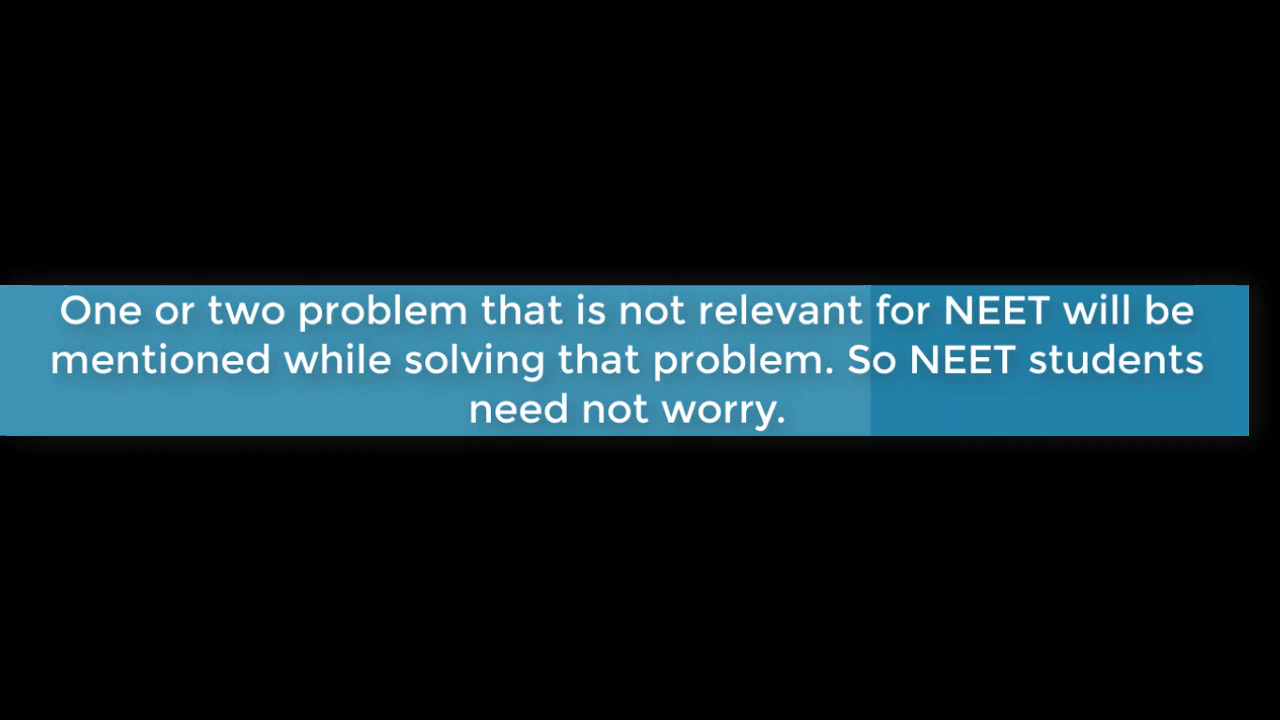 One or two problem that is not relevant for NEET will be
mentioned while solving that problem. So NEET students
need not worry.